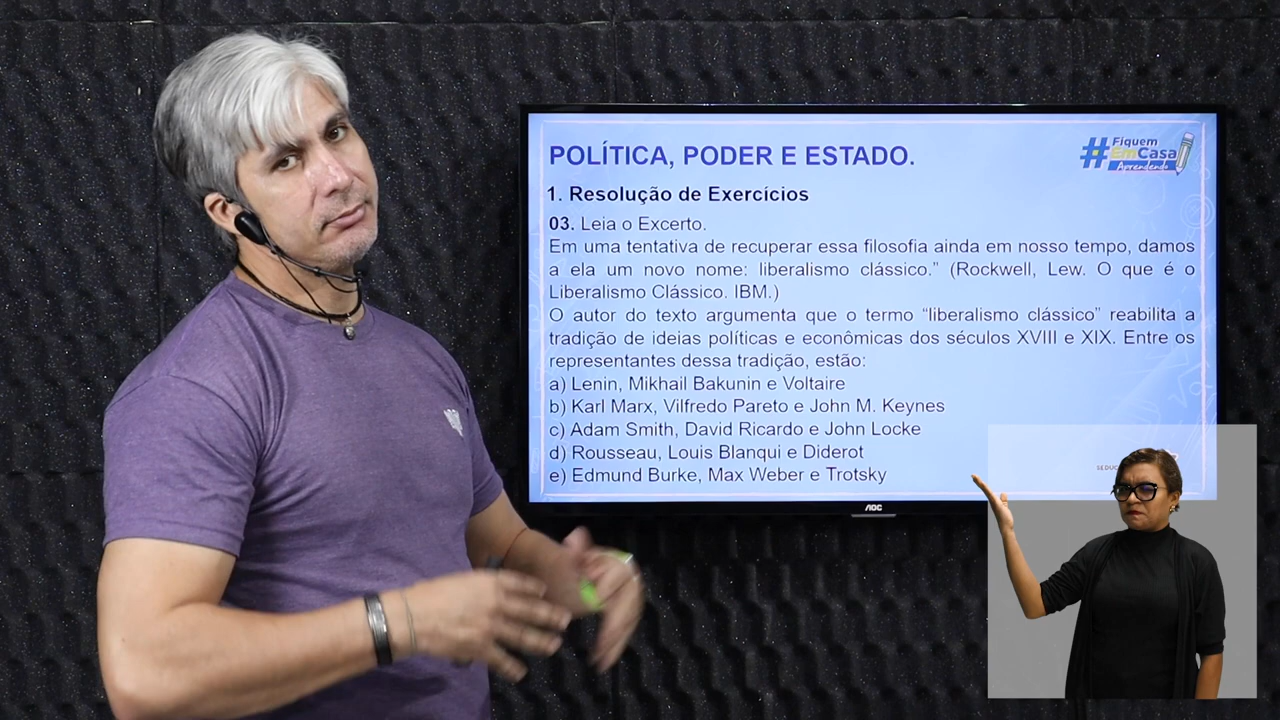 POLÍTICA, PODER E ESTADO.
#Fiquem
EmCasa
Aprendendo
1. Resolução de Exercícios
03. Leia o Excerto.
Em uma tentativa de recuperar essa filosofia ainda em nosso tempo, damos
a ela um novo nome: liberalismo clássico.” (Rockwell, Lew. O que é o
Liberalismo Clássico. IBM.)
O autor do texto argumenta que o termo “liberalismo clássico” reabilita a
tradição de ideias políticas e econômicas dos séculos XVIII e XIX. Entre os
representantes dessa tradição, estão:
a) Lenin, Mikhail Bakunin e Voltaire
b) Karl Marx, Vilfredo Pareto e John M. Keynes
c) Adam Smith, David Ricardo e John Locke
d) Rousseau, Louis Blanqui e Diderot
e) Edmund Burke, Max Weber e Trotsky
AOC